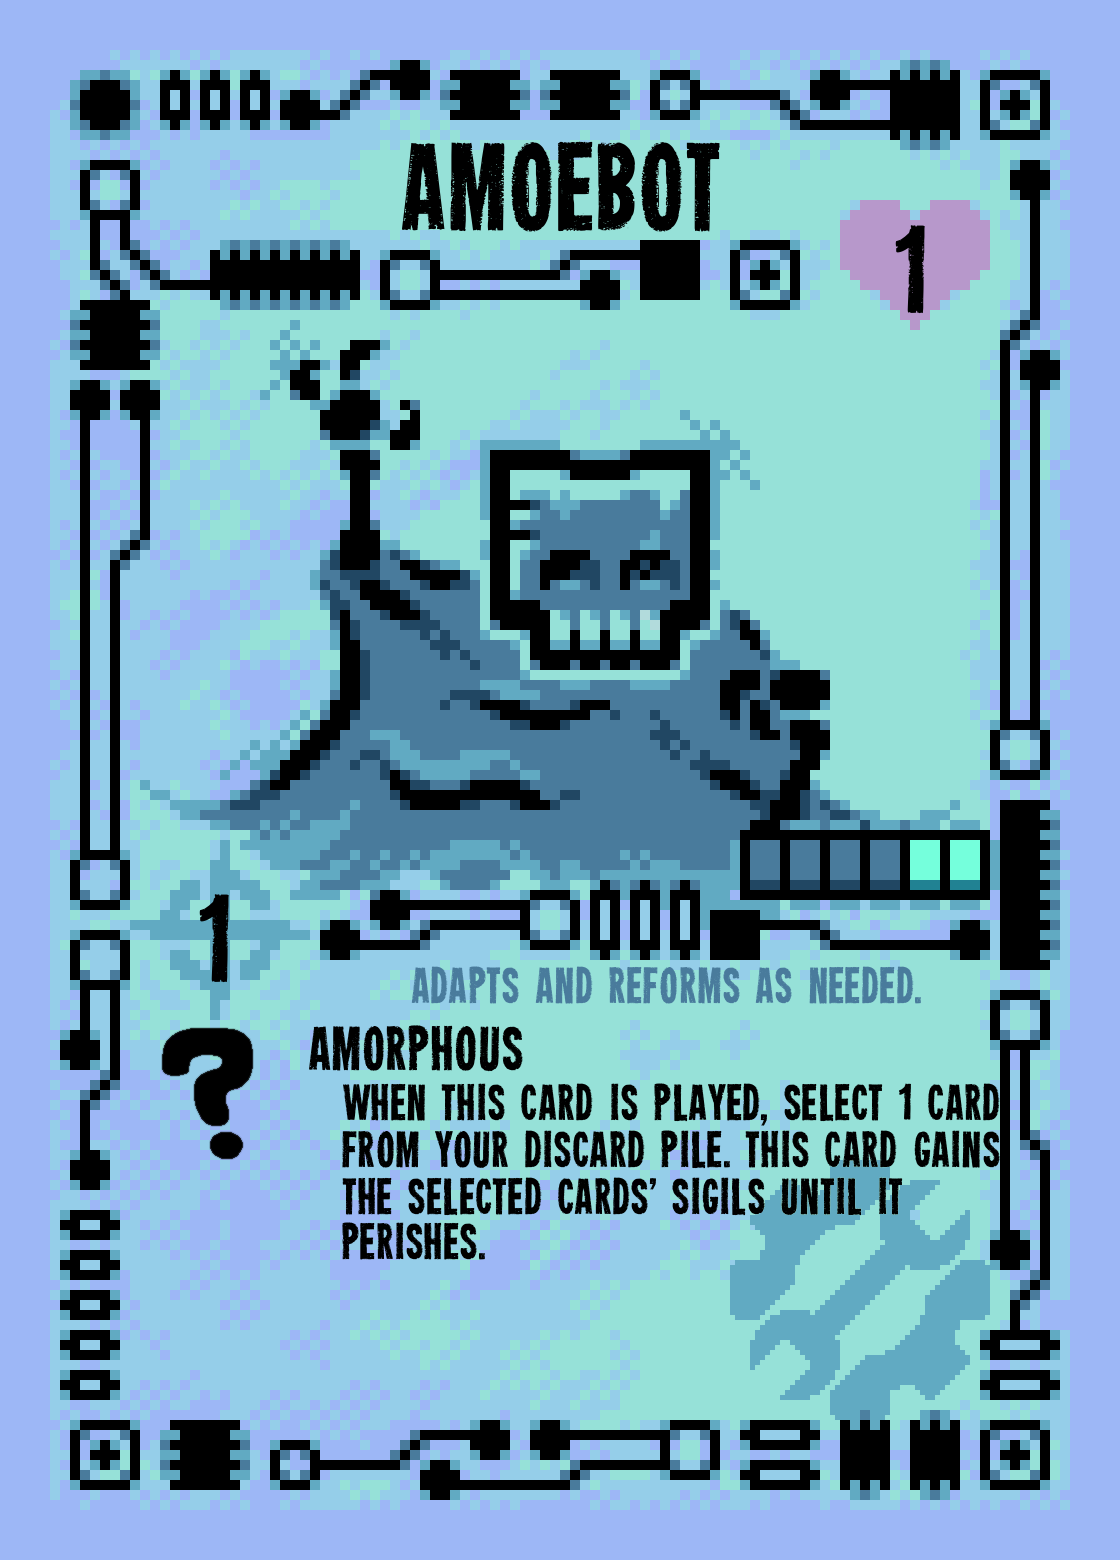 AMOEBOT
1
1
ADAPTS AND REFORMS AS NEEDED.
?
AMORPHOUS
WHEN THIS CARD IS PLAYED, SELECT 1 CARD
FROM YOUR DISCARD PILE. THIS CARD GAINS
THE SELECTED CARDS' SIGILS UNTIL IT
PERISHES.